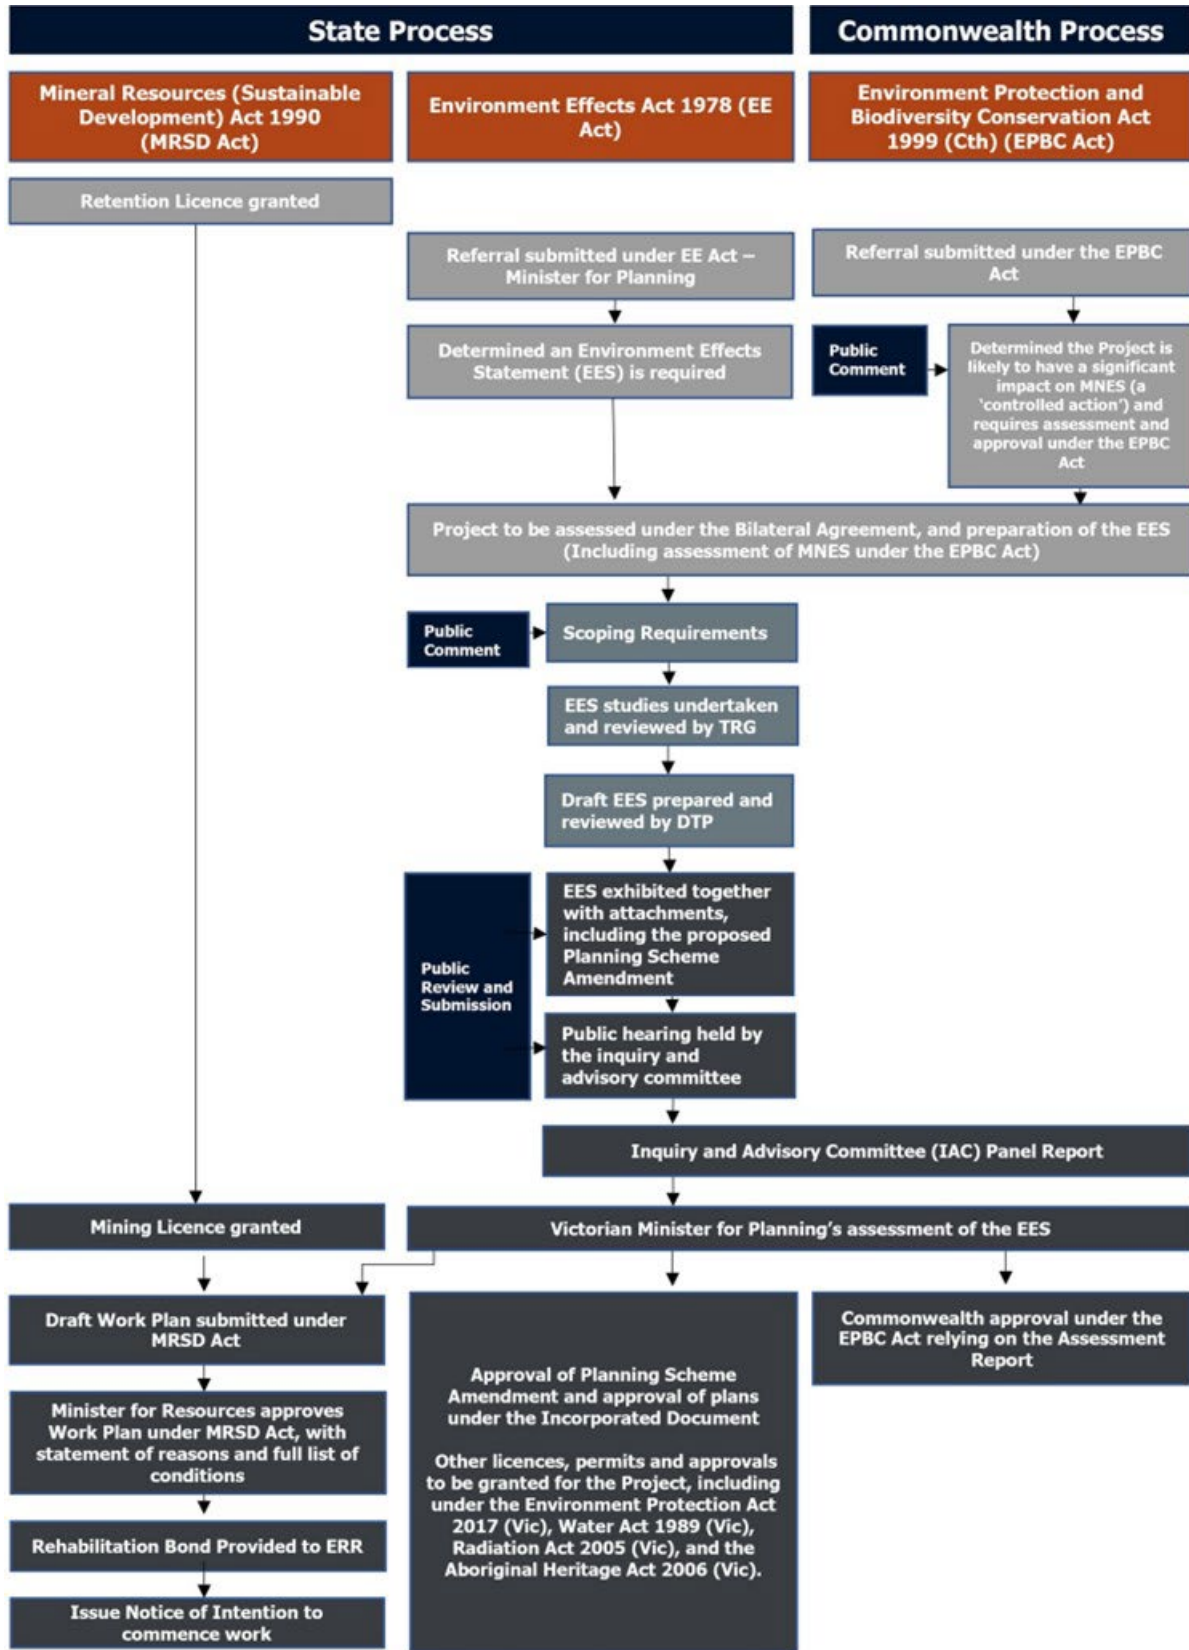 State Process
Commonwealth Process
Mineral Resources (Sustainable
Development) Act 1990
(MRSD Act)
Environment Effects Act 1978 (EE
Act)
Environment Protection and
Biodiversity Conservation Act
1999 (Cth) (EPBC Act)
Retention Licence granted
Referral submitted under EE Act –
Minister for Planning
Referral submitted under the EPBC
Act
Determined an Environment Effects
Statement (EES) is required
Public
Comment
Determined the Project is
likely to have a significant
impact on MNES (a
‘controlled action’) and
requires assessment and
approval under the EPBC
Act
Project to be assessed under the Bilateral Agreement, and preparation of the EES
(Including assessment of MNES under the EPBC Act)
Public
Comment
Scoping Requirements
EES studies undertaken
and reviewed by TRG
Draft EES prepared and
reviewed by DTP
Public
Review and
Submission
EES exhibited together
with attachments,
including the proposed
Planning Scheme
Amendment
Public hearing held by
the inquiry and
advisory committee
Inquiry and Advisory Committee (IAC) Panel Report
Mining Licence granted
Victorian Minister for Planning’s assessment of the EES
Draft Work Plan submitted under
MRSD Act
Minister for Resources approves
Work Plan under MRSD Act, with
statement of reasons and full list of
conditions
Rehabilitation Bond Provided to ERR
Issue Notice of Intention to
commence work
Approval of Planning Scheme
Amendment and approval of plans
under the Incorporated Document
Other licences, permits and approvals
to be granted for the Project, including
under the Environment Protection Act
2017 (Vic), Water Act 1989 (Vic),
Radiation Act 2005 (Vic), and the
Aboriginal Heritage Act 2006 (Vic).
Commonwealth approval under the
EPBC Act relying on the Assessment
Report